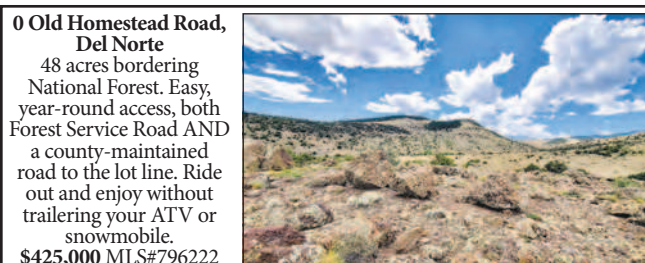 0 Old Homestead Road,
Del Norte
48 acres bordering
National Forest. Easy,
year-round access, both
Forest Service Road AND
a county-maintained
road to the lot line. Ride
out and enjoy without
trailering your ATV or
snowmobile.
$425,000 MLS#796222